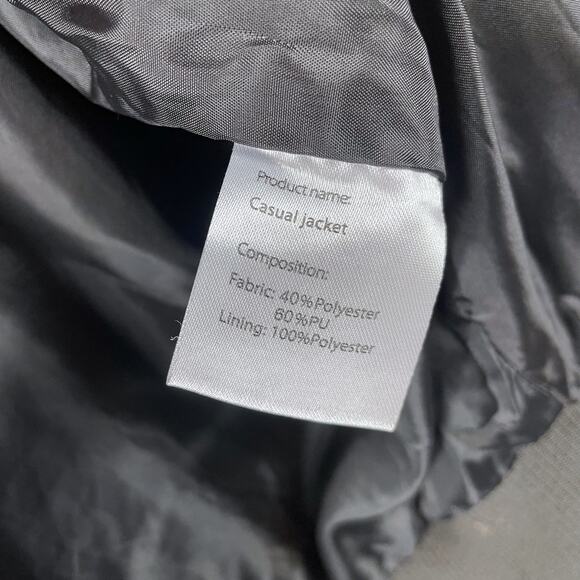 Product name:
Casual jacket
Composition:
Fabric: 40%Polyester
60%PU
Lining: 100%Polyester